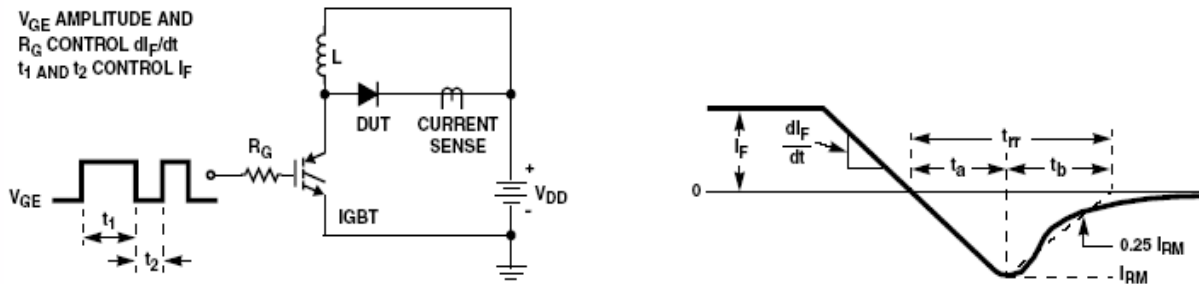 V_GE AMPLITUDE AND
R_G CONTROL dI_F/dt
t_1 AND t_2 CONTROL I_F
L
DUT
CURRENT
SENSE
R_G
+
V_DD
-
V_GE
IGBT
t_1
t_2
I_F
dI_F
dt
t_rr
t_a
t_b
0
0.25 I_RM
I_RM